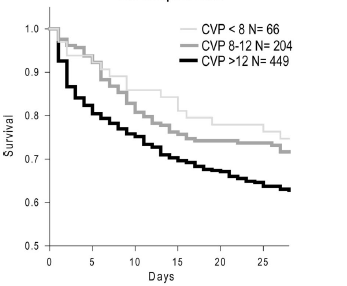 CVP < 8 N= 66
CVP 8-12 N= 204
CVP >12 N= 449
1.0
0.9
0.8
0.7
0.6
0.5
Survival
0 5 10 15 20 25
Days